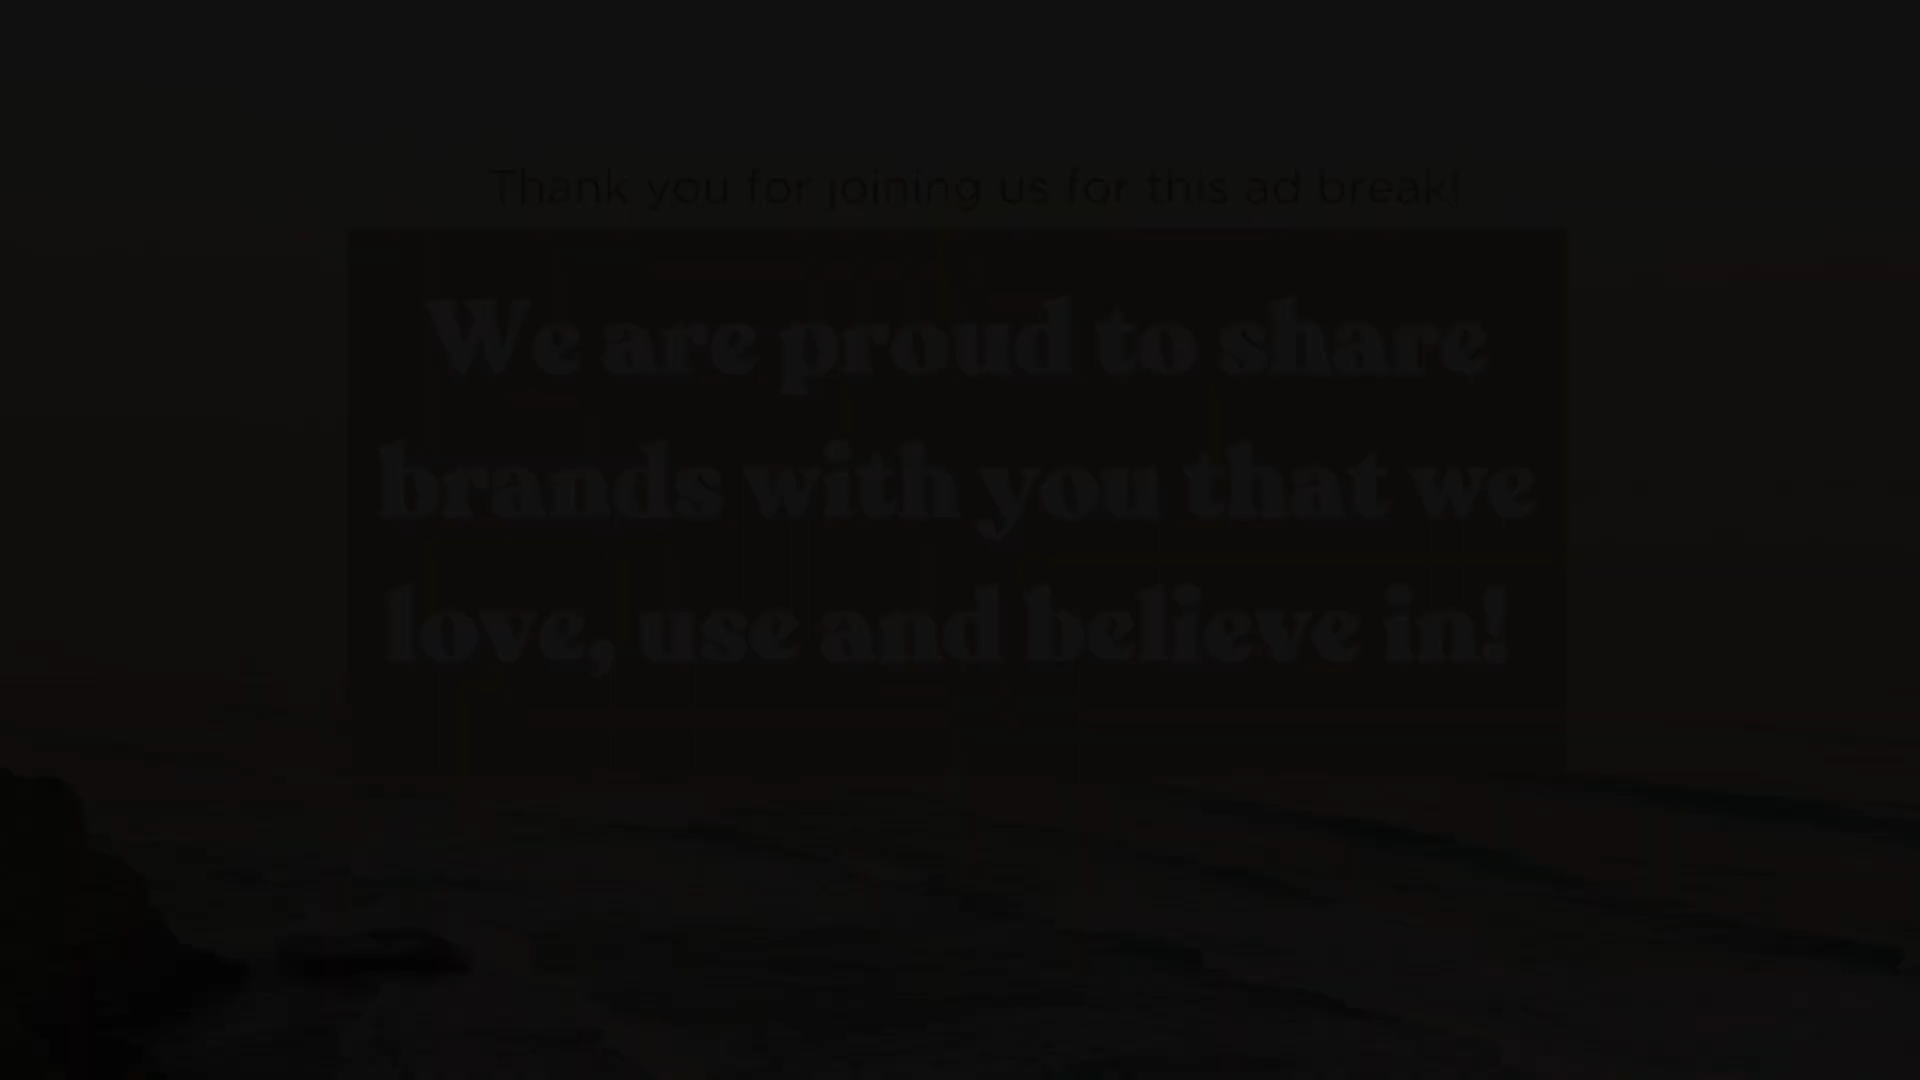 Thank you for joining us for this ad break!
We are proud to share
brands with you that we
love, use and believe in!